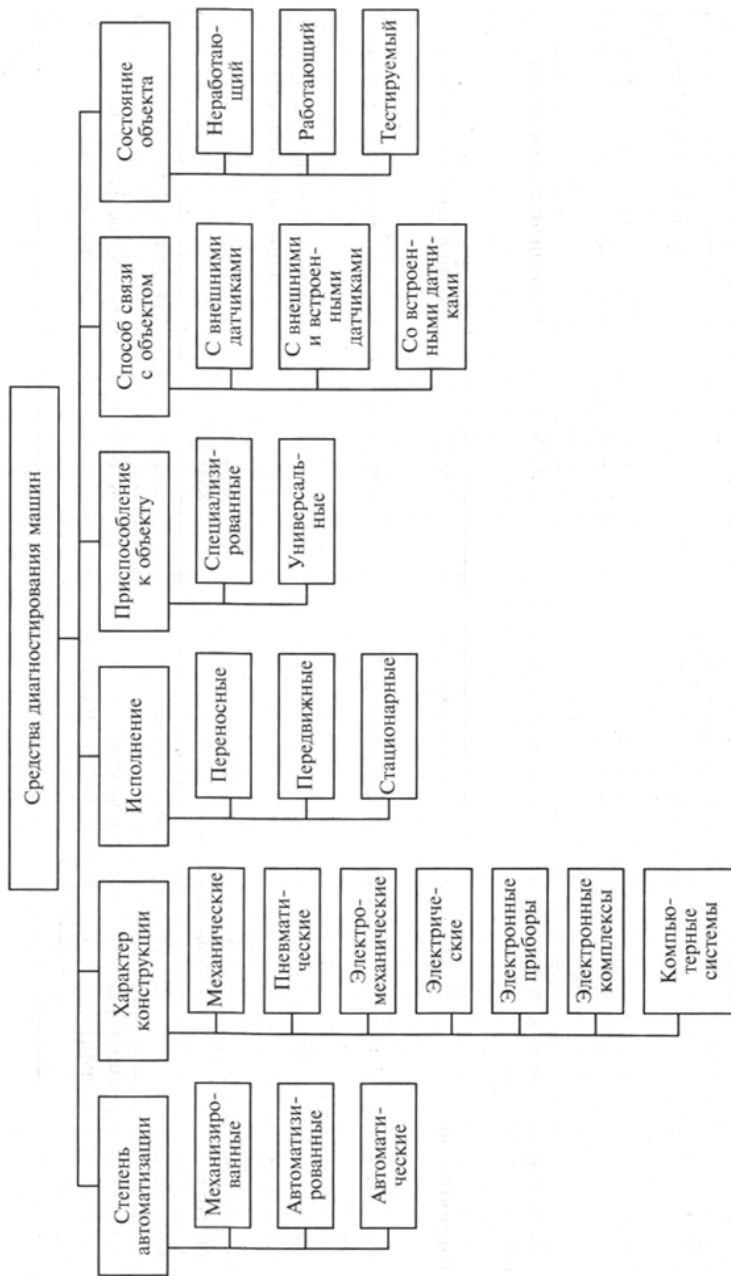 Средства диагностирования машин
Степень
автоматизации
Механизиро-
ванные
Автоматизи-
рованные
Автомати-
ческие
Характер
конструкции
Механические
Пневмати-
ческие
Электро-
механические
Электриче-
ские
Электронные
приборы
Электронные
комплексы
Компью-
терные
системы
Исполнение
Переносные
Передвижные
Стационарные
Приспособление
к объекту
Специализи-
рованные
Универсаль-
ные
Способ связи
с объектом
С внешними
датчиками
С внешними
и встроен-
ными
датчиками
Со встроен-
ными датчи-
ками
Состояние
объекта
Неработаю-
щий
Работающий
Тестируемый